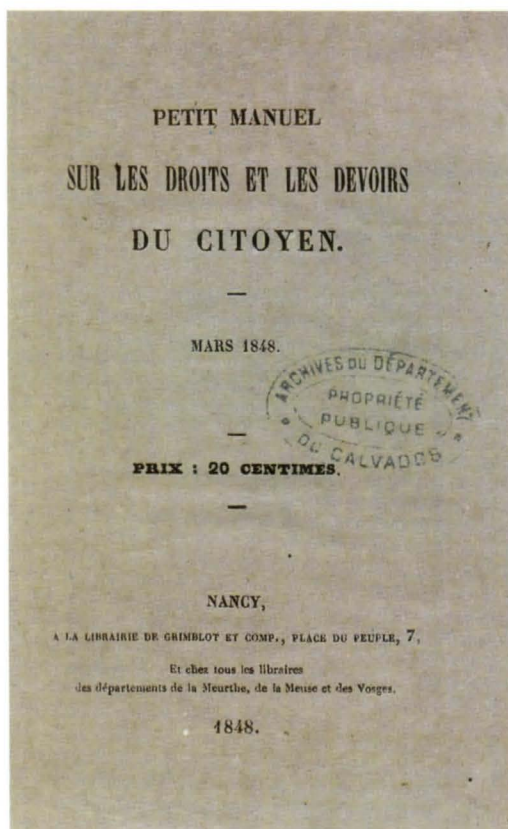 PETIT MANUEL
SUR LES DROITS ET LES DEVOIRS
DU CITOYEN.
MARS 1848.
ARCHIVES DU DÉPARTEMENT
PROPRIÉTÉ
PUBLIQUE
DU CALVADOS
PRIX : 20 CENTIMES.
NANCY,
A LA LIBRAIRIE DE GRIMBLOT ET COMP., PLACE DU PEUPLE, 7,
Et chez tous les libraires
des départements de la Meurthe, de la Meuse et des Vosges.
1848.